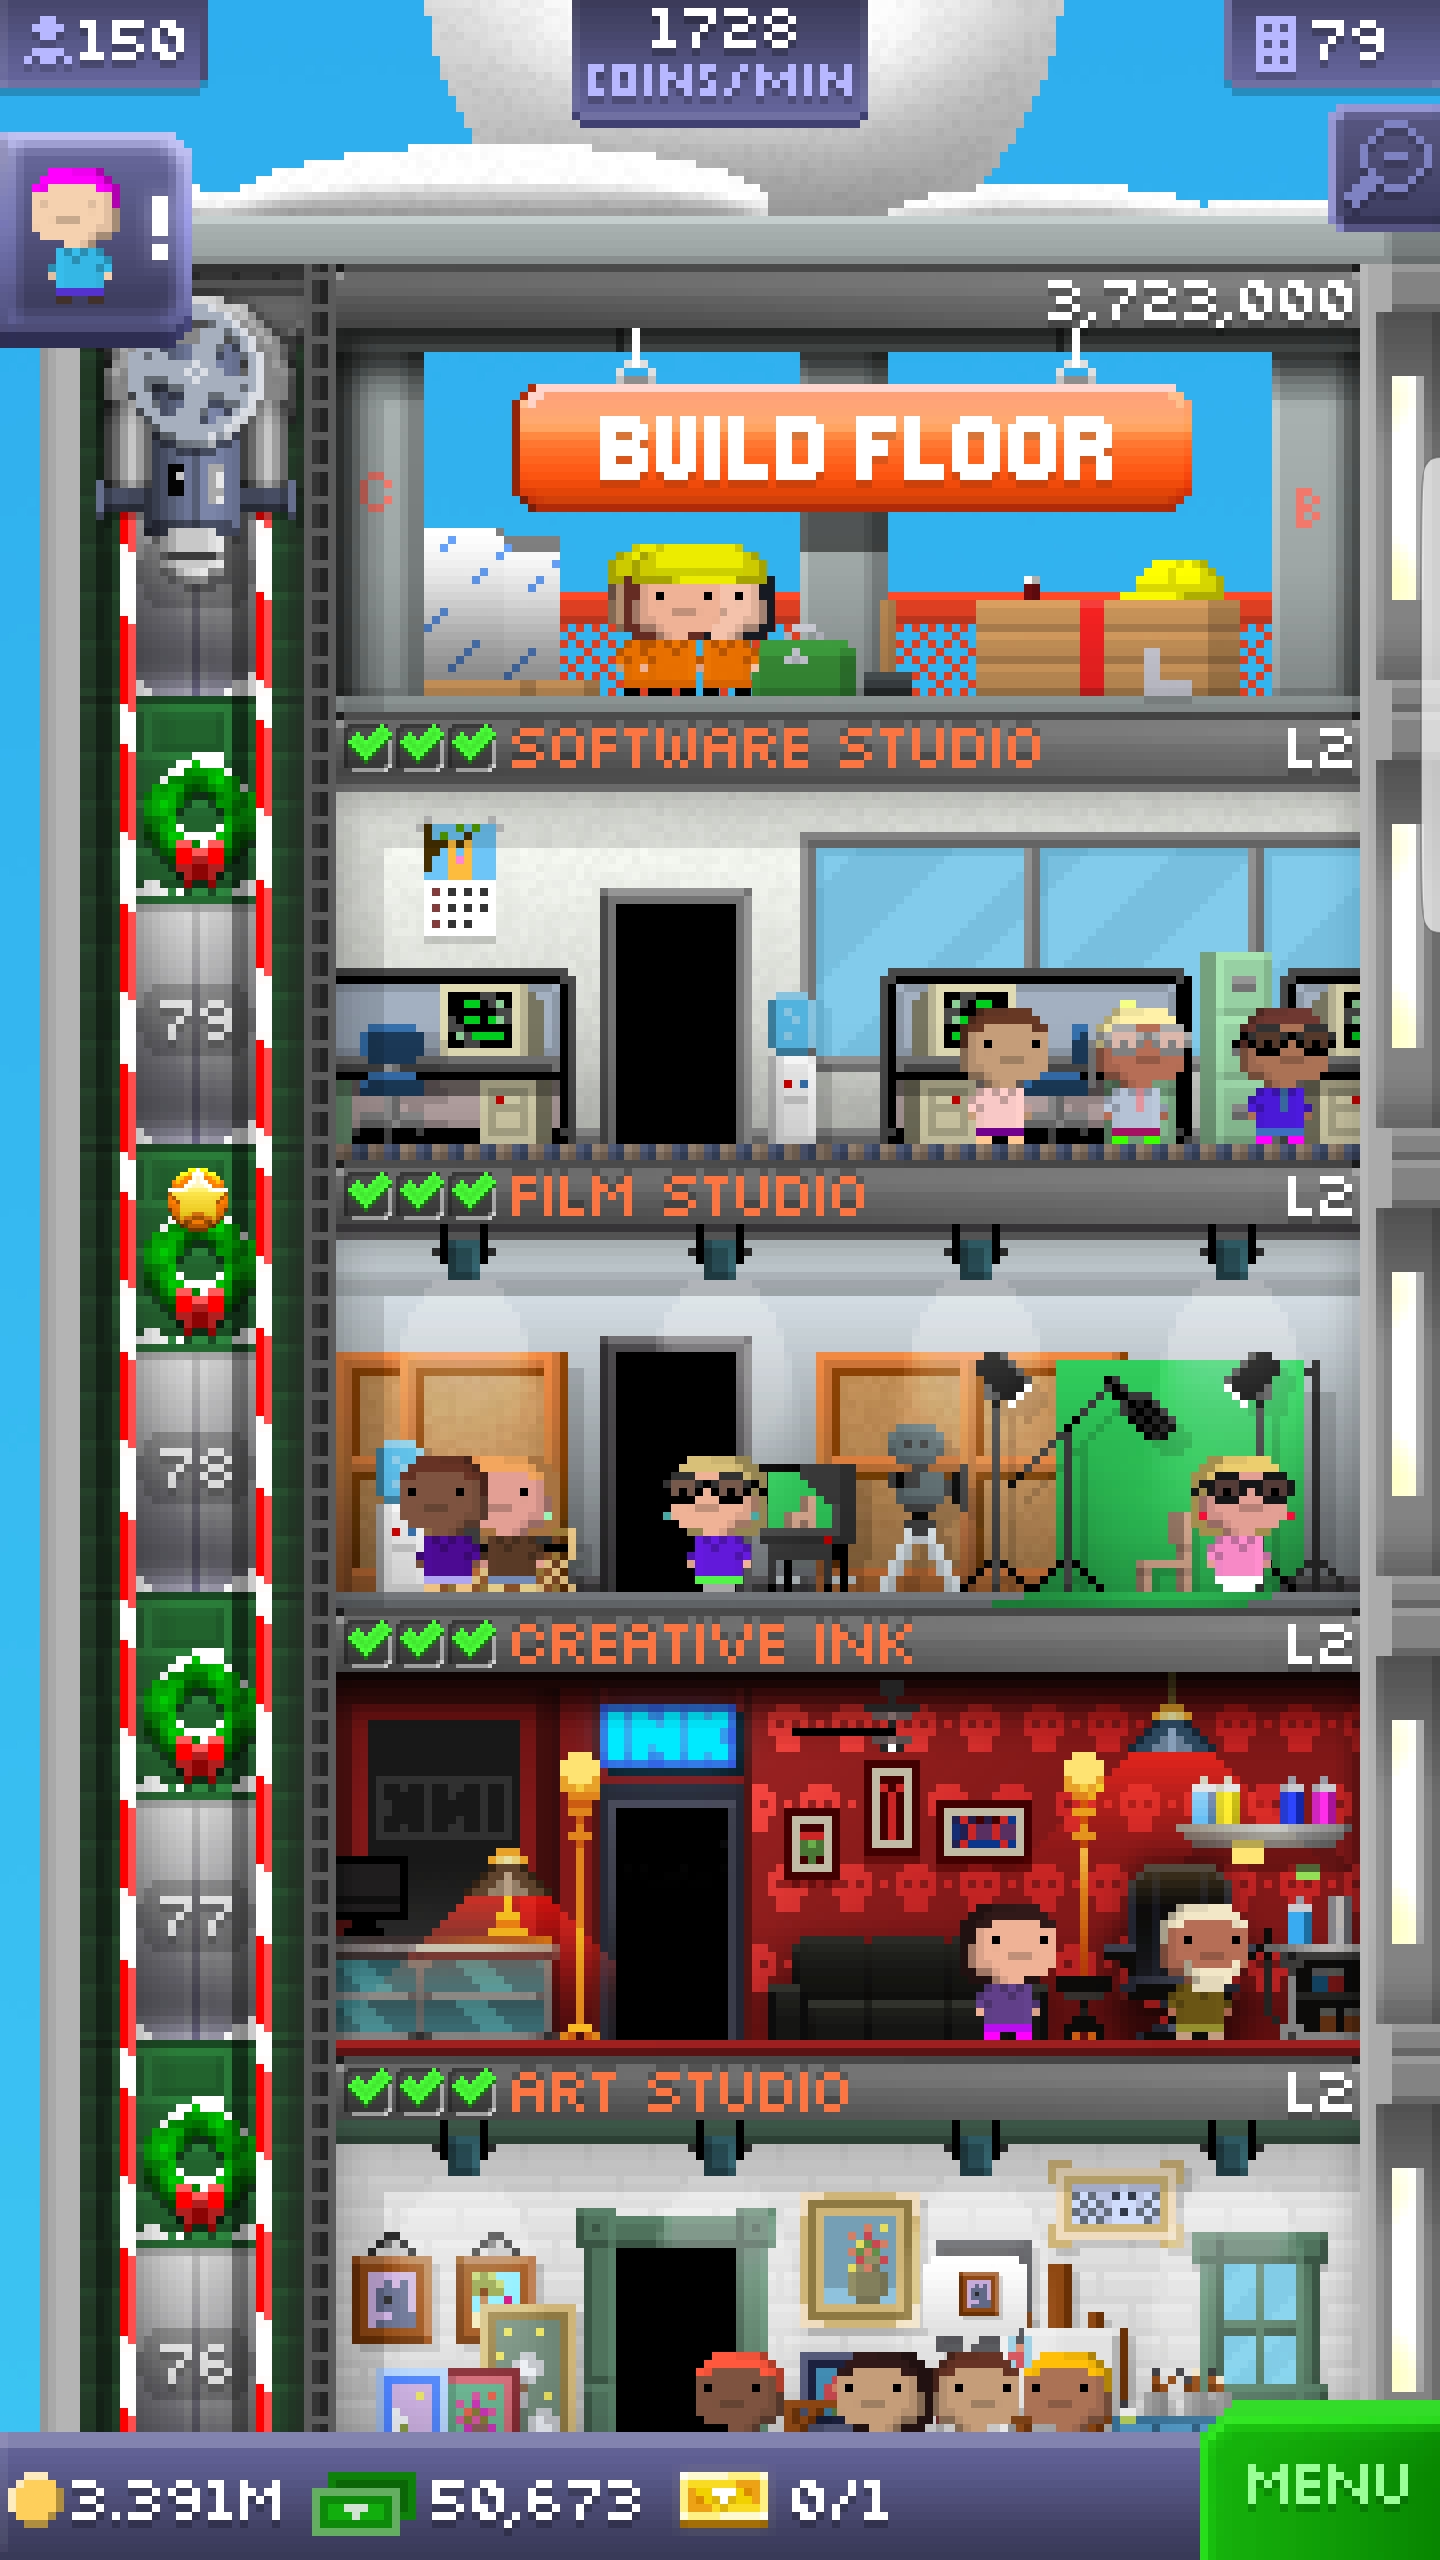 150
1728
COINS/MIN
79
!
3,723,000
BUILD FLOOR
C
B
SOFTWARE STUDIO
L2
79
FILM STUDIO
L2
78
CREATIVE INK
L2
INK
INK
77
ART STUDIO
L2
76
3.391M
50,673
0/1
MENU